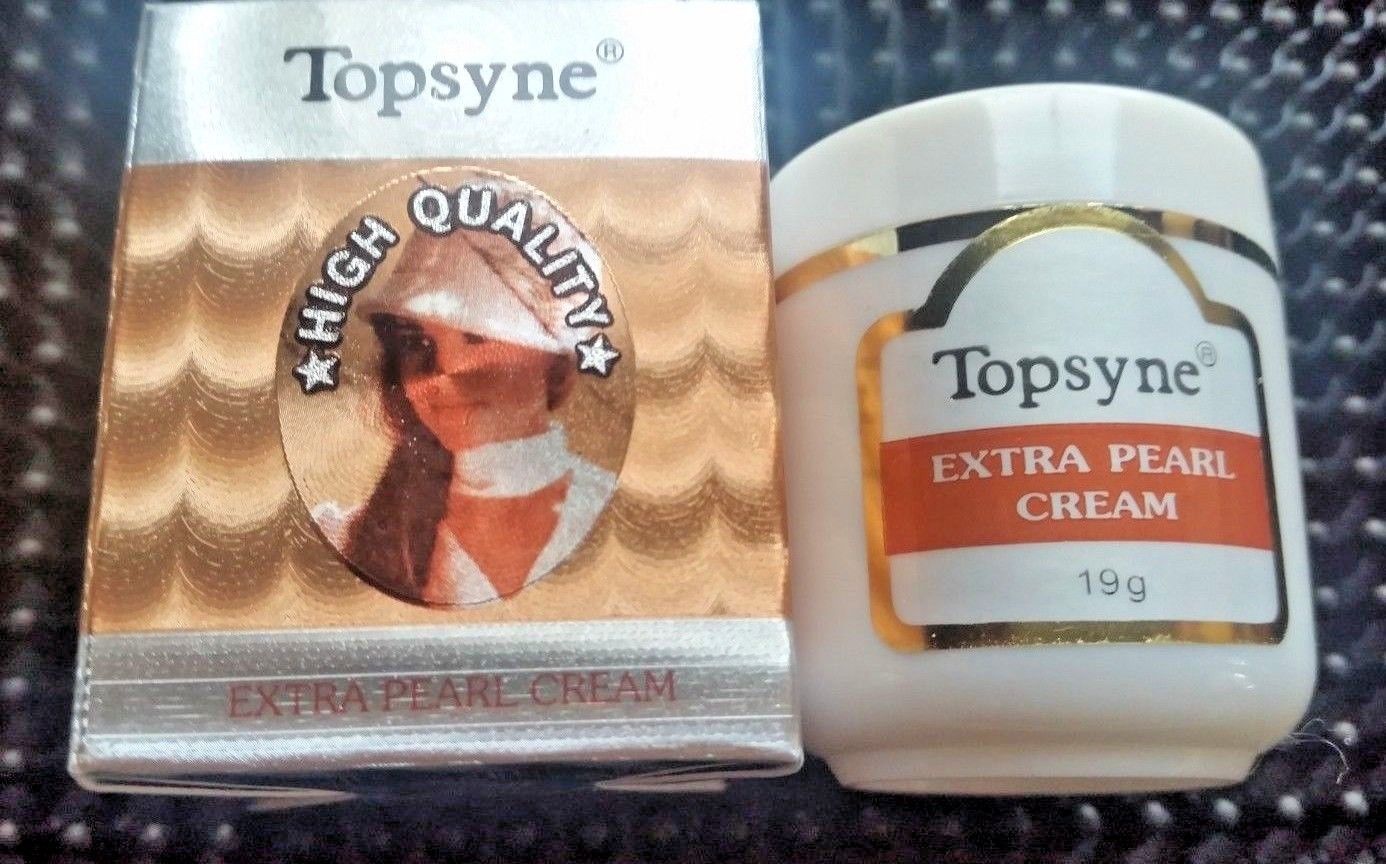 Topsyne®
HIGH QUALITY
EXTRA PEARL CREAM
Topsyne®
EXTRA PEARL
CREAM
19g